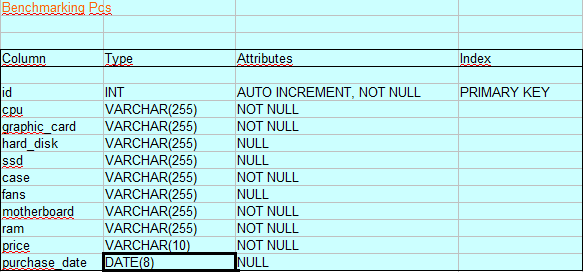 Benchmarking Pcs
Column Type Attributes Index
id INT AUTO INCREMENT, NOT NULL PRIMARY KEY
cpu VARCHAR(255) NOT NULL
graphic_card VARCHAR(255) NOT NULL
hard_disk VARCHAR(255) NULL
ssd VARCHAR(255) NULL
case VARCHAR(255) NOT NULL
fans VARCHAR(255) NULL
motherboard VARCHAR(255) NOT NULL
ram VARCHAR(255) NOT NULL
price VARCHAR(10) NOT NULL
purchase_date DATE(8) NULL